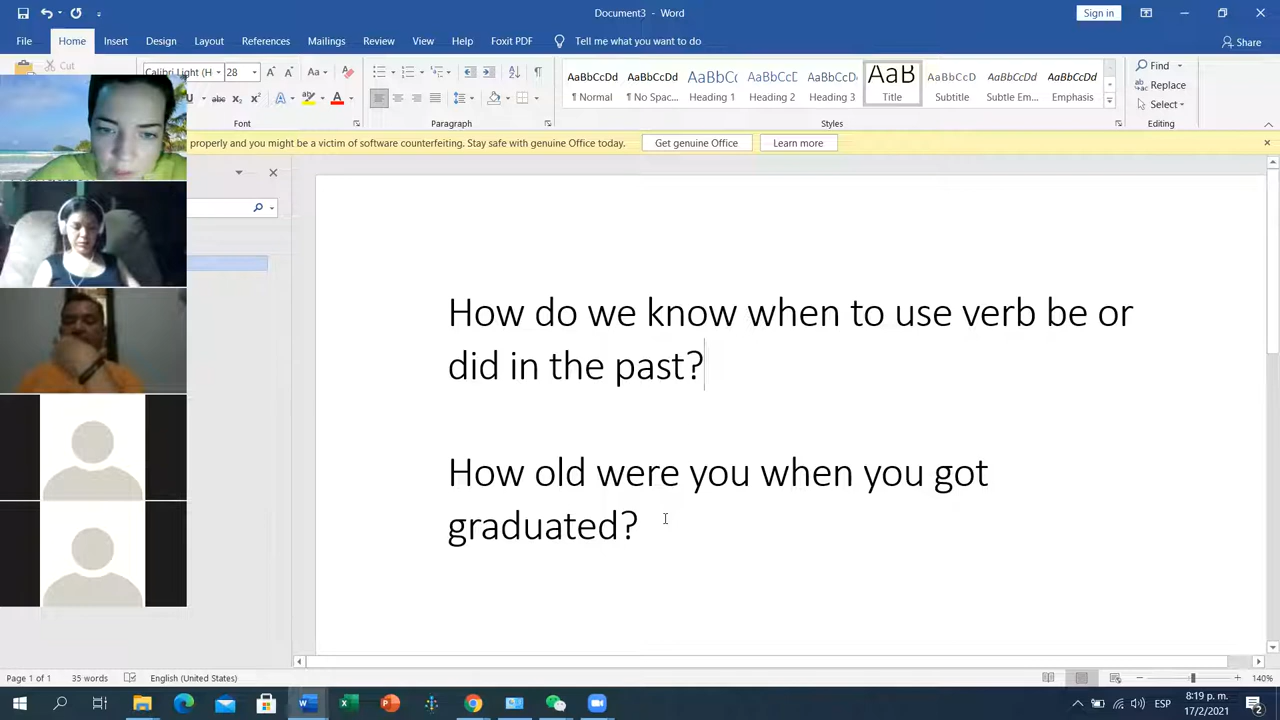 Document3 - Word
Sign in
File Home Insert Design Layout References Mailings Review View Help Foxit PDF Tell me what you want to do Share
Cut
Calibri Light (H 28 Aa
Find
Replace
Select
AaBbCcDd AaBbCcDd AaBbCc AaBbCcD AaBbCcD AaB AaBbCcD AaBbCcDd AaBbCcDd
¶ Normal ¶ No Spac... Heading 1 Heading 2 Heading 3 Title Subtitle Subtle Em... Emphasis
Font Paragraph Styles Editing
properly and you might be a victim of software counterfeiting. Stay safe with genuine Office today. Get genuine Office Learn more
How do we know when to use verb be or
did in the past?
How old were you when you got
graduated?
Page 1 of 1 35 words English (United States) 140%
ESP
8:19 p. m.
17/2/2021
2